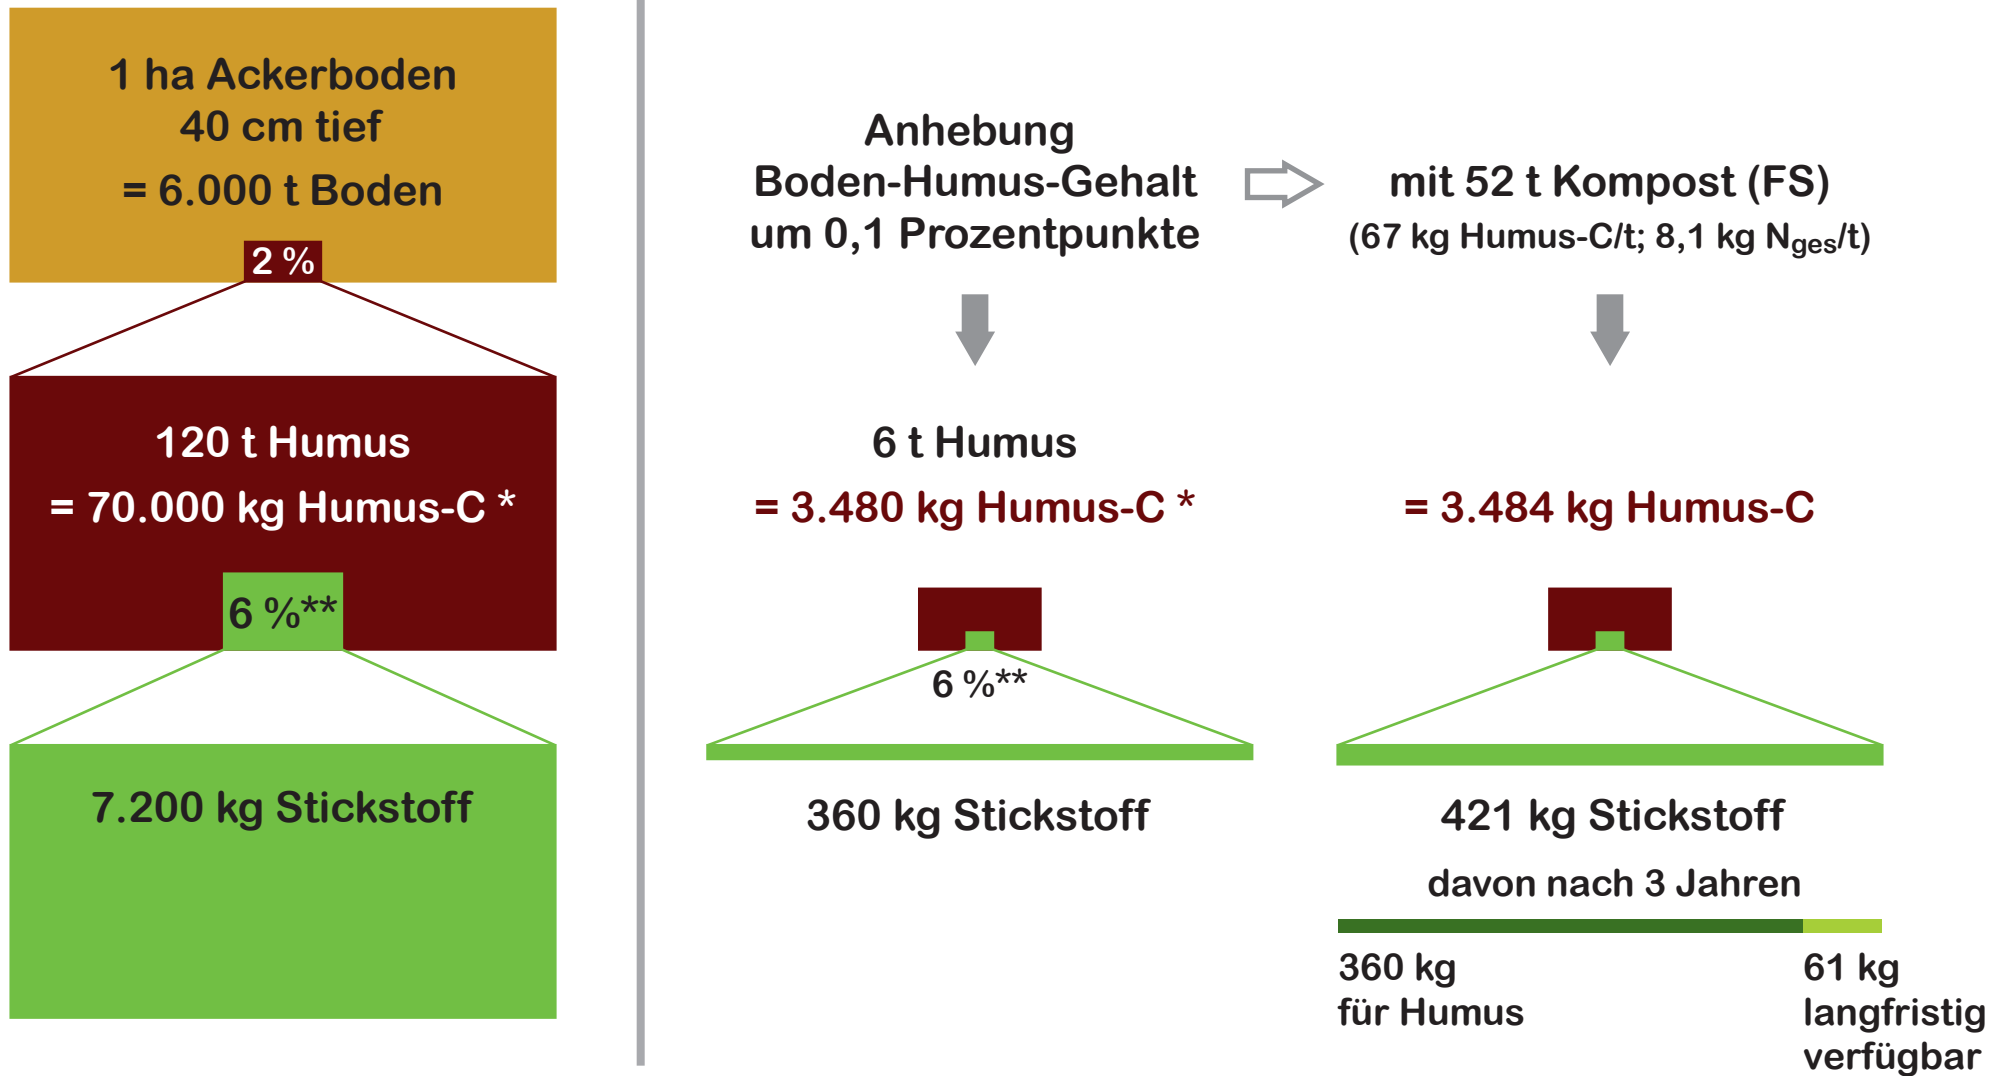 1 ha Ackerboden
40 cm tief
= 6.000 t Boden
2 %
120 t Humus
= 70.000 kg Humus-C *
6 %**
7.200 kg Stickstoff
Anhebung
Boden-Humus-Gehalt
um 0,1 Prozentpunkte
6 t Humus
= 3.480 kg Humus-C *
6 %**
360 kg Stickstoff
mit 52 t Kompost (FS)
(67 kg Humus-C/t; 8,1 kg Nges/t)
= 3.484 kg Humus-C
421 kg Stickstoff
davon nach 3 Jahren
360 kg
für Humus
61 kg
langfristig
verfügbar